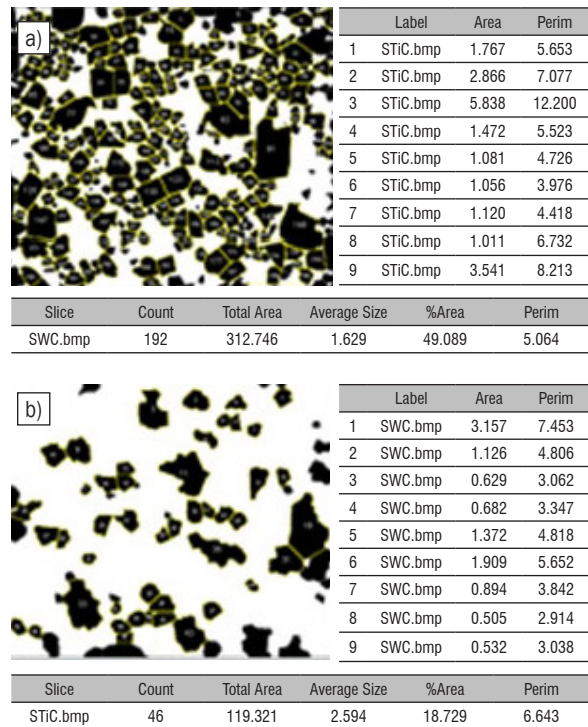 a)
Label Area Perim
1 STiC.bmp 1.767 5.653
2 STiC.bmp 2.866 7.077
3 STiC.bmp 5.838 12.200
4 STiC.bmp 1.472 5.523
5 STiC.bmp 1.081 4.726
6 STiC.bmp 1.056 3.976
7 STiC.bmp 1.120 4.418
8 STiC.bmp 1.011 6.732
9 STiC.bmp 3.541 8.213
Slice Count Total Area Average Size %Area Perim
SWC.bmp 192 312.746 1.629 49.089 5.064
b)
Label Area Perim
1 SWC.bmp 3.157 7.453
2 SWC.bmp 1.126 4.806
3 SWC.bmp 0.629 3.062
4 SWC.bmp 0.682 3.347
5 SWC.bmp 1.372 4.818
6 SWC.bmp 1.909 5.652
7 SWC.bmp 0.894 3.842
8 SWC.bmp 0.505 2.914
9 SWC.bmp 0.532 3.038
Slice Count Total Area Average Size %Area Perim
STiC.bmp 46 119.321 2.594 18.729 6.643